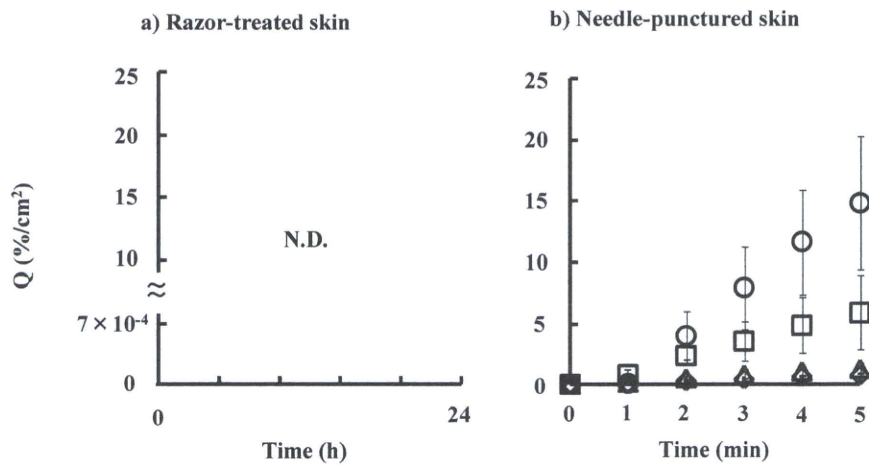 a) Razor-treated skin
25
20
15
10
≈
7 × 10-4
0
Q (%/cm²)
N.D.
0
24
Time (h)
b) Needle-punctured skin
25
20
15
10
5
0
0 1 2 3 4 5
Time (min)